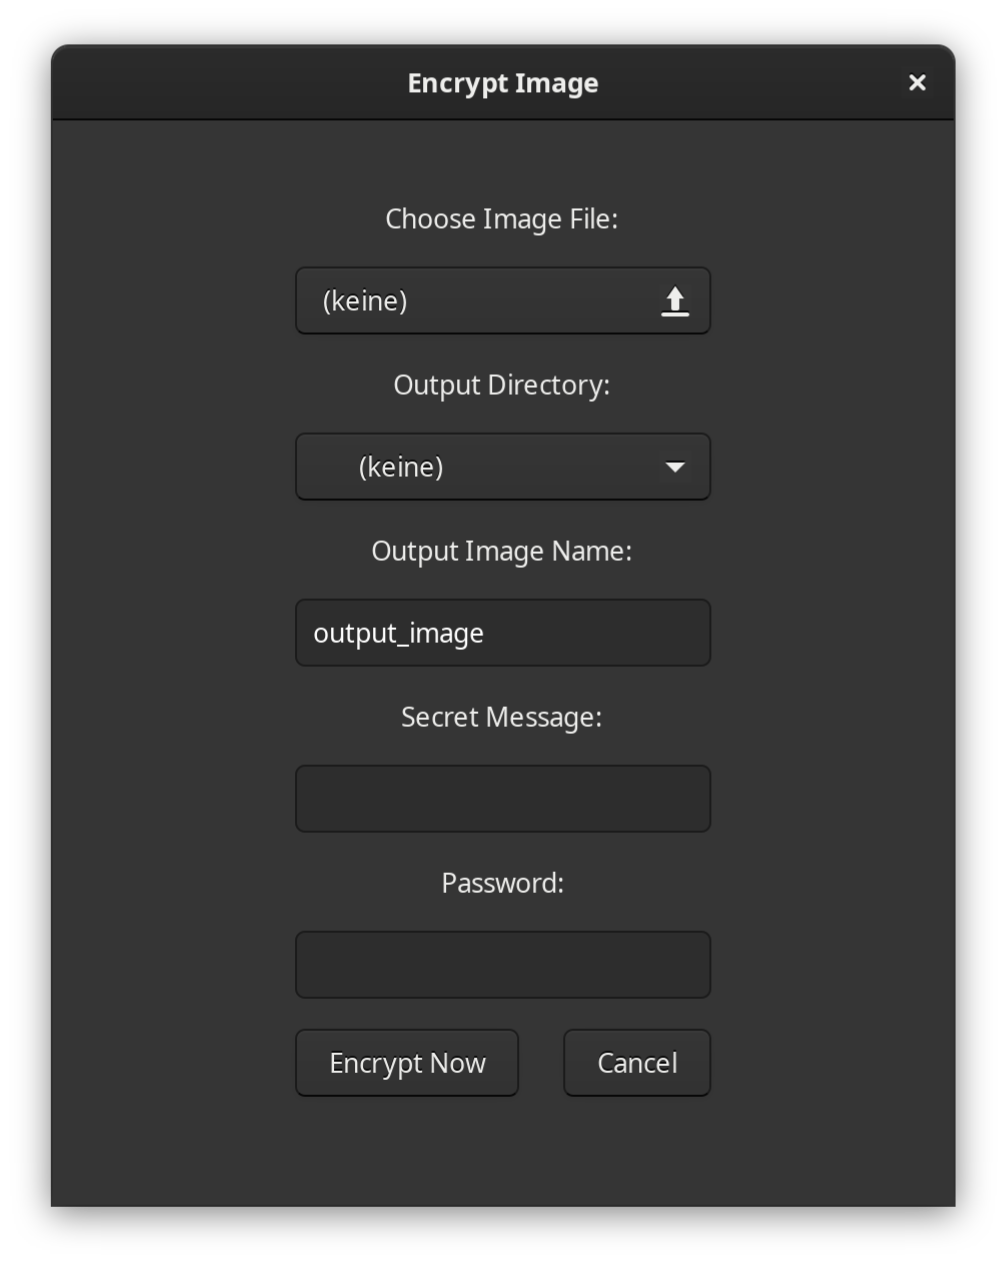 Encrypt Image
Choose Image File:
(keine)
Output Directory:
(keine)
Output Image Name:
output_image
Secret Message:
Password:
Encrypt Now
Cancel